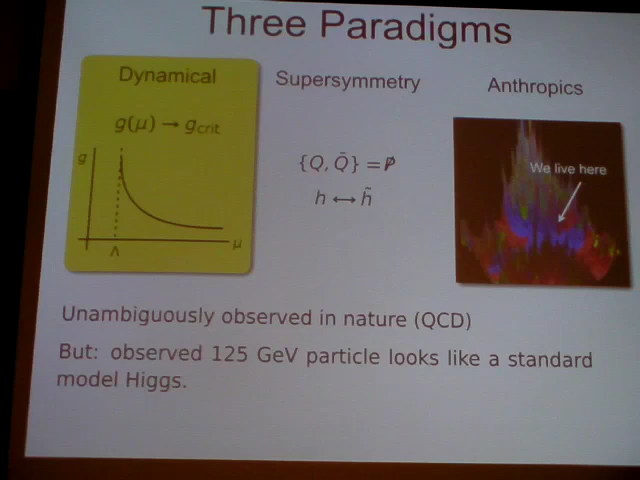 Three Paradigms
Dynamical
g(μ) → g_crit
g
Λ
μ
Supersymmetry
{Q, Q̄} = p̸
h ↔ h̃
Anthropics
We live here
Unambiguously observed in nature (QCD)
But: observed 125 GeV particle looks like a standard
model Higgs.